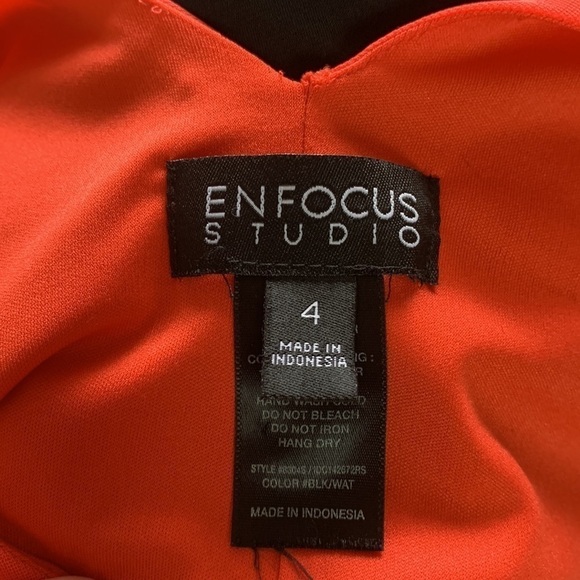 ENFOCUS
STUDIO
4
MADE IN
INDONESIA
HAND WASH COLD
DO NOT BLEACH
DO NOT IRON
HANG DRY
COLOR #BLK/WAT
MADE IN INDONESIA